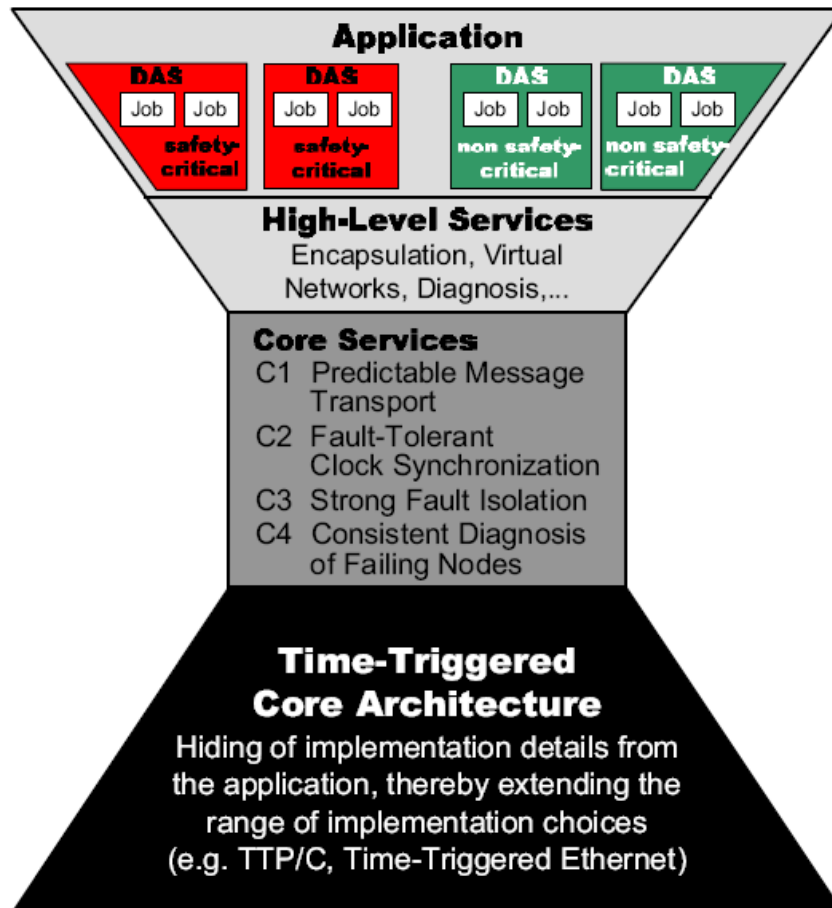 Application
DAS DAS DAS DAS
Job Job Job Job Job Job Job Job
safety-
critical
safety-
critical
non safety-
critical
non safety-
critical
High-Level Services
Encapsulation, Virtual
Networks, Diagnosis,...
Core Services
C1 Predictable Message
Transport
C2 Fault-Tolerant
Clock Synchronization
C3 Strong Fault Isolation
C4 Consistent Diagnosis
of Failing Nodes
Time-Triggered
Core Architecture
Hiding of implementation details from
the application, thereby extending the
range of implementation choices
(e.g. TTP/C, Time-Triggered Ethernet)